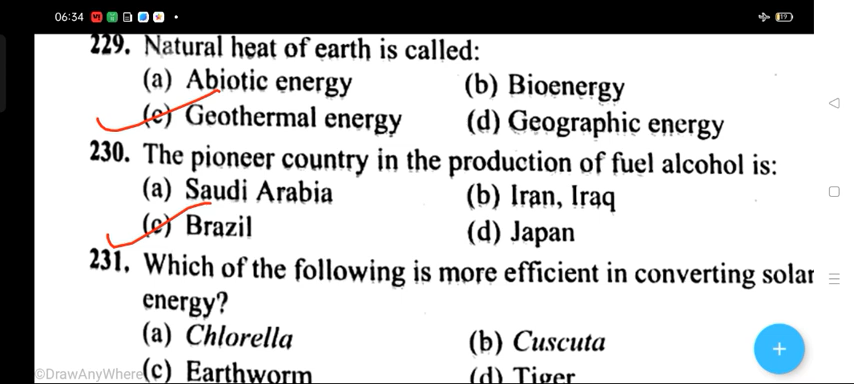 06:34
19
229. Natural heat of earth is called:
(a) Abiotic energy (b) Bioenergy
(c) Geothermal energy (d) Geographic energy
230. The pioneer country in the production of fuel alcohol is:
(a) Saudi Arabia (b) Iran, Iraq
(c) Brazil (d) Japan
231. Which of the following is more efficient in converting solar
energy?
(a) Chlorella (b) Cuscuta
(c) Earthworm (d) Tiger
©DrawAnyWhere